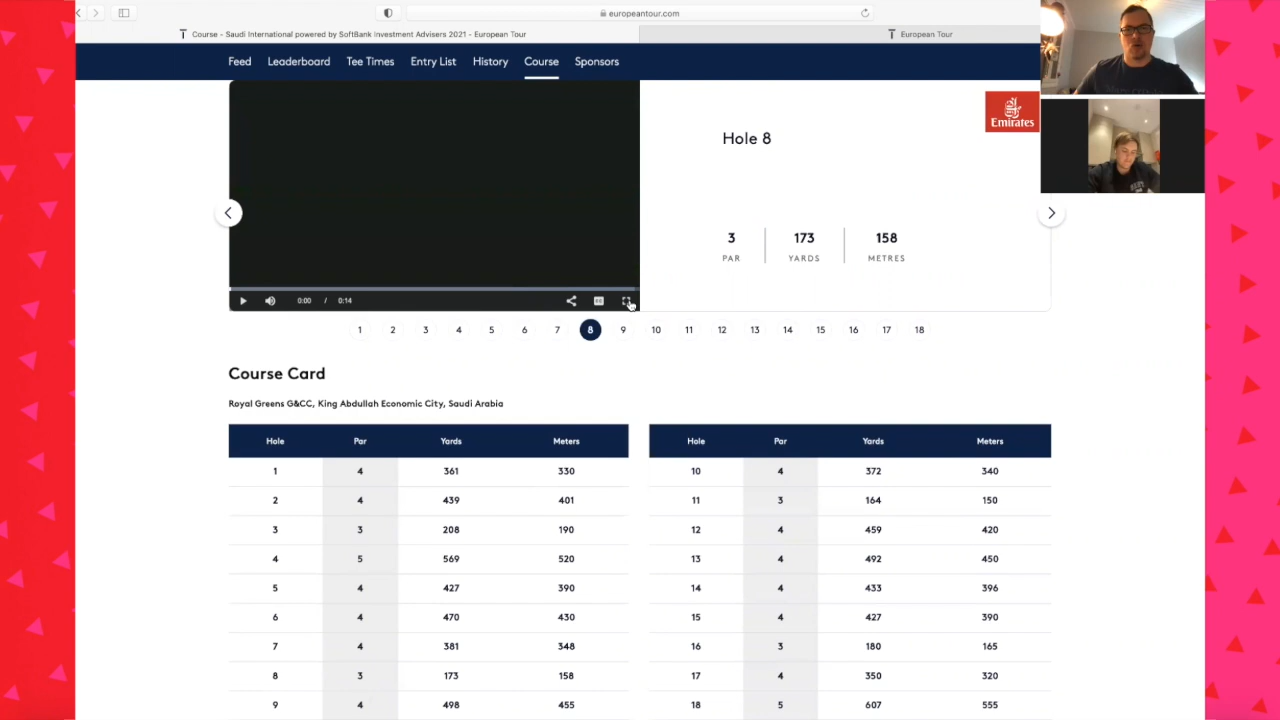 europeantour.com
Course - Saudi International powered by SoftBank Investment Advisers 2021 - European Tour
European Tour
Feed Leaderboard Tee Times Entry List History Course Sponsors
Emirates
Hole 8
3 173 158
PAR YARDS METRES
0:00 / 0:14
1 2 3 4 5 6 7 8 9 10 11 12 13 14 15 16 17 18
Course Card
Royal Greens G&CC, King Abdullah Economic City, Saudi Arabia
Hole Par Yards Meters Hole Par Yards Meters
1 4 361 330 10 4 372 340
2 4 439 401 11 3 164 150
3 3 208 190 12 4 459 420
4 5 569 520 13 4 492 450
5 4 427 390 14 4 433 396
6 4 470 430 15 4 427 390
7 4 381 348 16 3 180 165
8 3 173 158 17 4 350 320
9 4 498 455 18 5 607 555